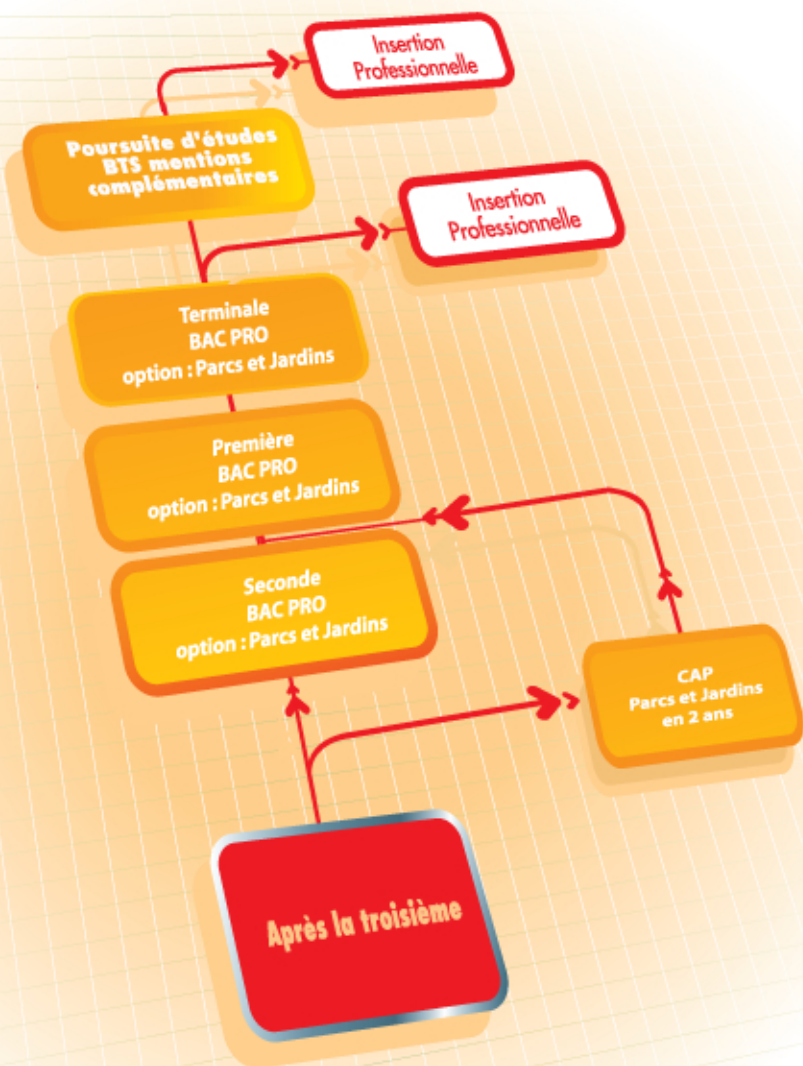 Insertion
Professionnelle
Poursuite d'études
BTS mentions
complémentaires
Insertion
Professionnelle
Terminale
BAC PRO
option : Parcs et Jardins
Première
BAC PRO
option : Parcs et Jardins
Seconde
BAC PRO
option : Parcs et Jardins
CAP
Parcs et Jardins
en 2 ans
Après la troisième